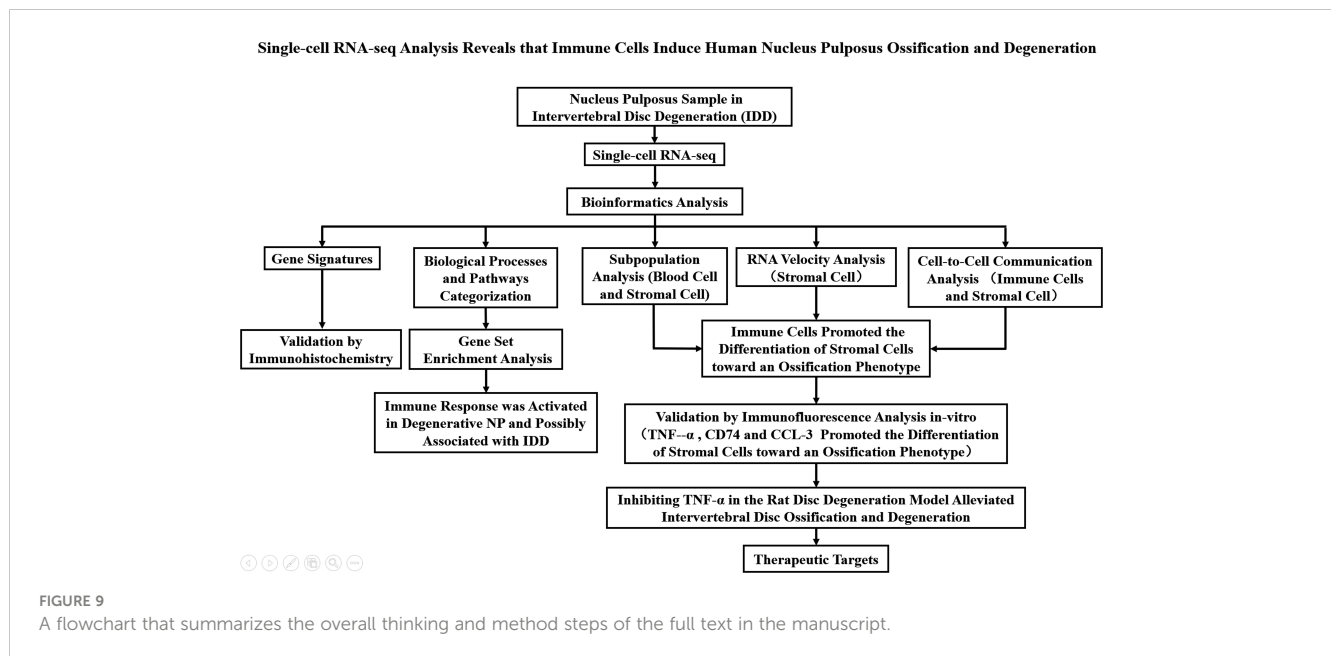 Single-cell RNA-seq Analysis Reveals that Immune Cells Induce Human Nucleus Pulposus Ossification and Degeneration
Nucleus Pulposus Sample in
Intervertebral Disc Degeneration (IDD)
Single-cell RNA-seq
Bioinformatics Analysis
Gene Signatures
Biological Processes
and Pathways
Categorization
Subpopulation
Analysis (Blood Cell
and Stromal Cell)
RNA Velocity Analysis
（Stromal Cell）
Cell-to-Cell Communication
Analysis （Immune Cells
and Stromal Cell）
Validation by
Immunohistochemistry
Gene Set
Enrichment Analysis
Immune Cells Promoted the
Differentiation of Stromal Cells
toward an Ossification Phenotype
Immune Response was Activated
in Degenerative NP and Possibly
Associated with IDD
Validation by Immunofluorescence Analysis in-vitro
（TNF--α , CD74 and CCL-3 Promoted the Differentiation
of Stromal Cells toward an Ossification Phenotype）
Inhibiting TNF-α in the Rat Disc Degeneration Model Alleviated
Intervertebral Disc Ossification and Degeneration
Therapeutic Targets
FIGURE 9
A flowchart that summarizes the overall thinking and method steps of the full text in the manuscript.